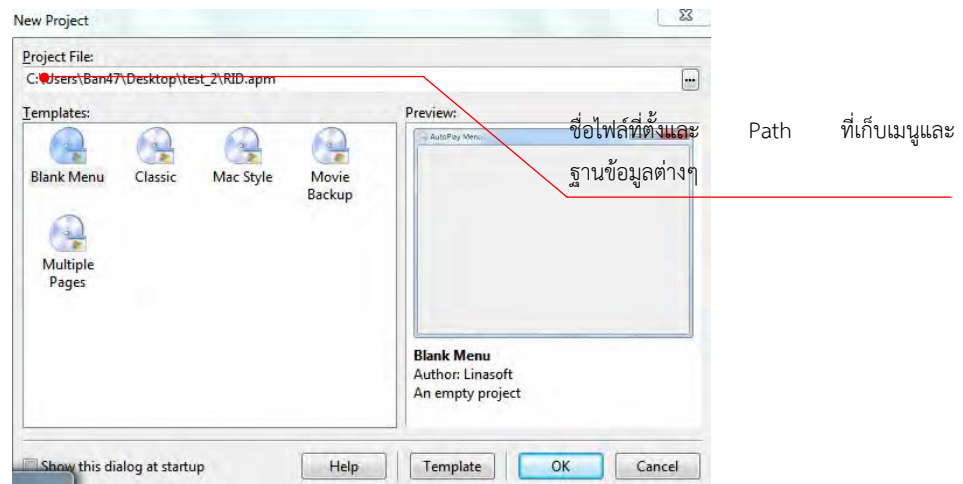 New Project
Project File:
C:\Users\Ban47\Desktop\test_2\RID.apm
...
Templates:
Preview:
AutoPlay Menu
ชื่อไฟล์ที่ตั้งและ Path ที่เก็บเมนูและ
ฐานข้อมูลต่างๆ
Blank Menu
Classic
Mac Style
Movie
Backup
Multiple
Pages
Blank Menu
Author: Linasoft
An empty project
Show this dialog at startup
Help
Template
OK
Cancel